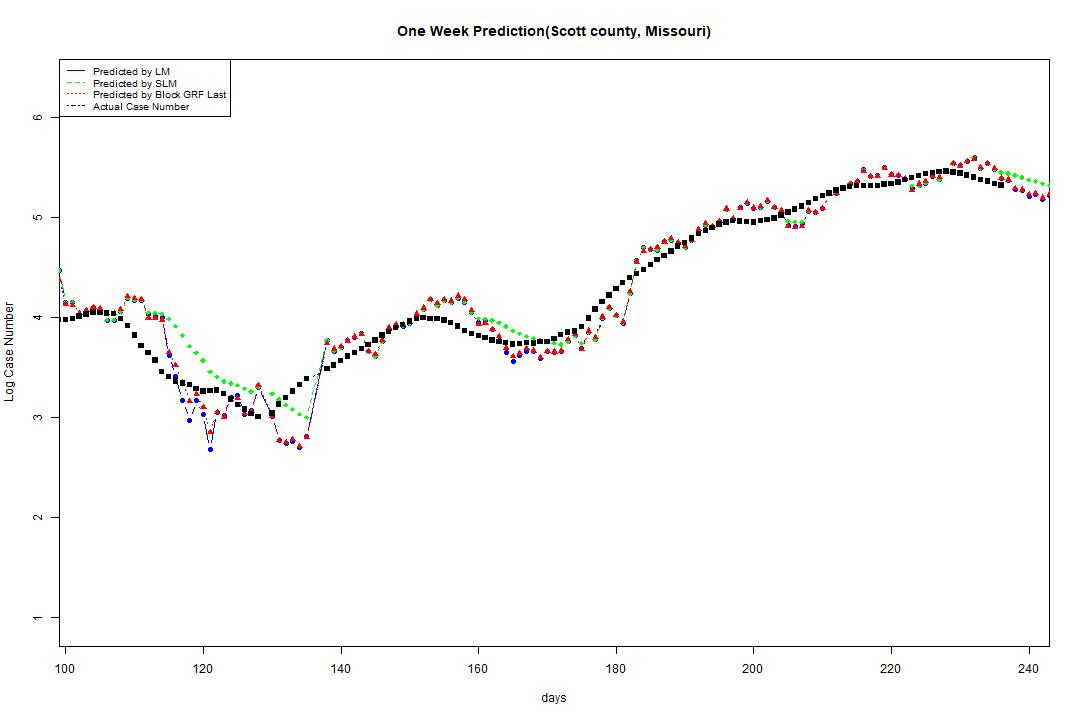 One Week Prediction(Scott county, Missouri)
Predicted by LM
Predicted by SLM
Predicted by Block GRF Last
Actual Case Number
6
5
4
3
2
1
Log Case Number
100 120 140 160 180 200 220 240
days